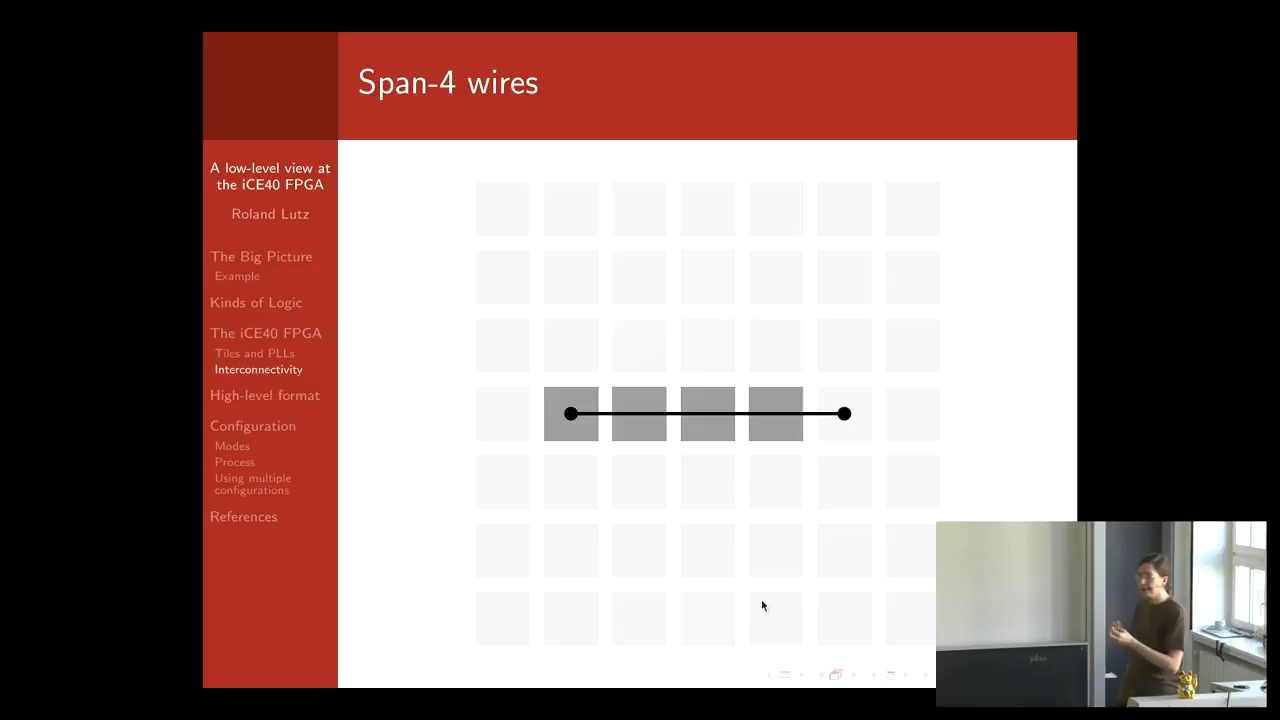 Span-4 wires
A low-level view at
the iCE40 FPGA
Roland Lutz
The Big Picture
Example
Kinds of Logic
The iCE40 FPGA
Tiles and PLLs
Interconnectivity
High-level format
Configuration
Modes
Process
Using multiple
configurations
References